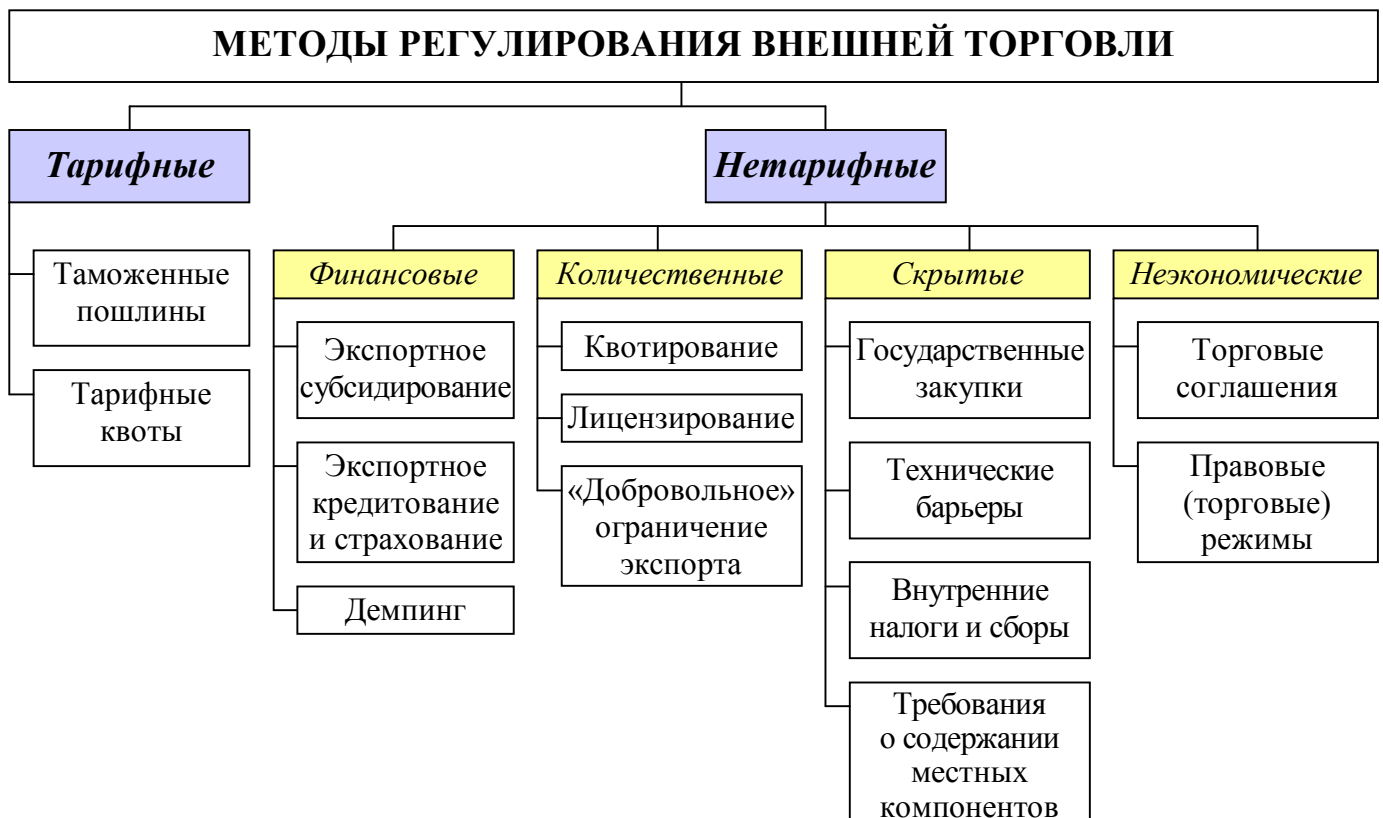 МЕТОДЫ РЕГУЛИРОВАНИЯ ВНЕШНЕЙ ТОРГОВЛИ
Тарифные
Таможенные
пошлины
Тарифные
квоты
Нетарифные
Финансовые
Экспортное
субсидирование
Экспортное
кредитование
и страхование
Демпинг
Количественные
Квотирование
Лицензирование
«Добровольное»
ограничение
экспорта
Скрытые
Государственные
закупки
Технические
барьеры
Внутренние
налоги и сборы
Требования
о содержании
местных
компонентов
Неэкономические
Торговые
соглашения
Правовые
(торговые)
режимы